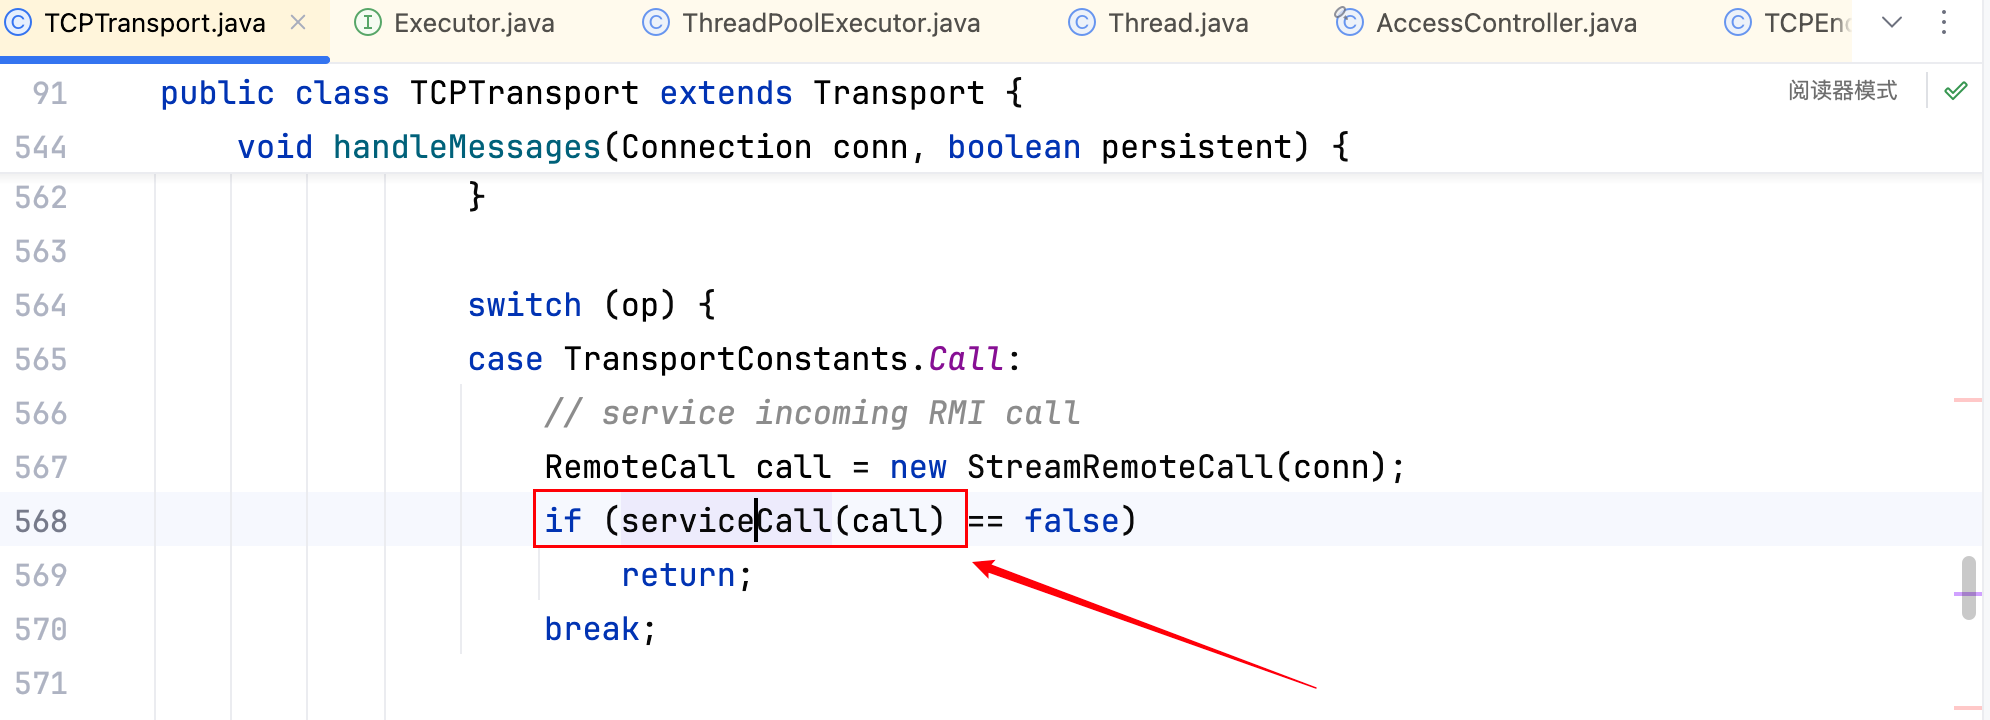 TCPTransport.java Executor.java ThreadPoolExecutor.java Thread.java AccessController.java TCPEnd
91 public class TCPTransport extends Transport {
阅读器模式
544 void handleMessages(Connection conn, boolean persistent) {
562 }
563
564 switch (op) {
565 case TransportConstants.Call:
566 // service incoming RMI call
567 RemoteCall call = new StreamRemoteCall(conn);
568 if (serviceCall(call) == false)
569 return;
570 break;
571